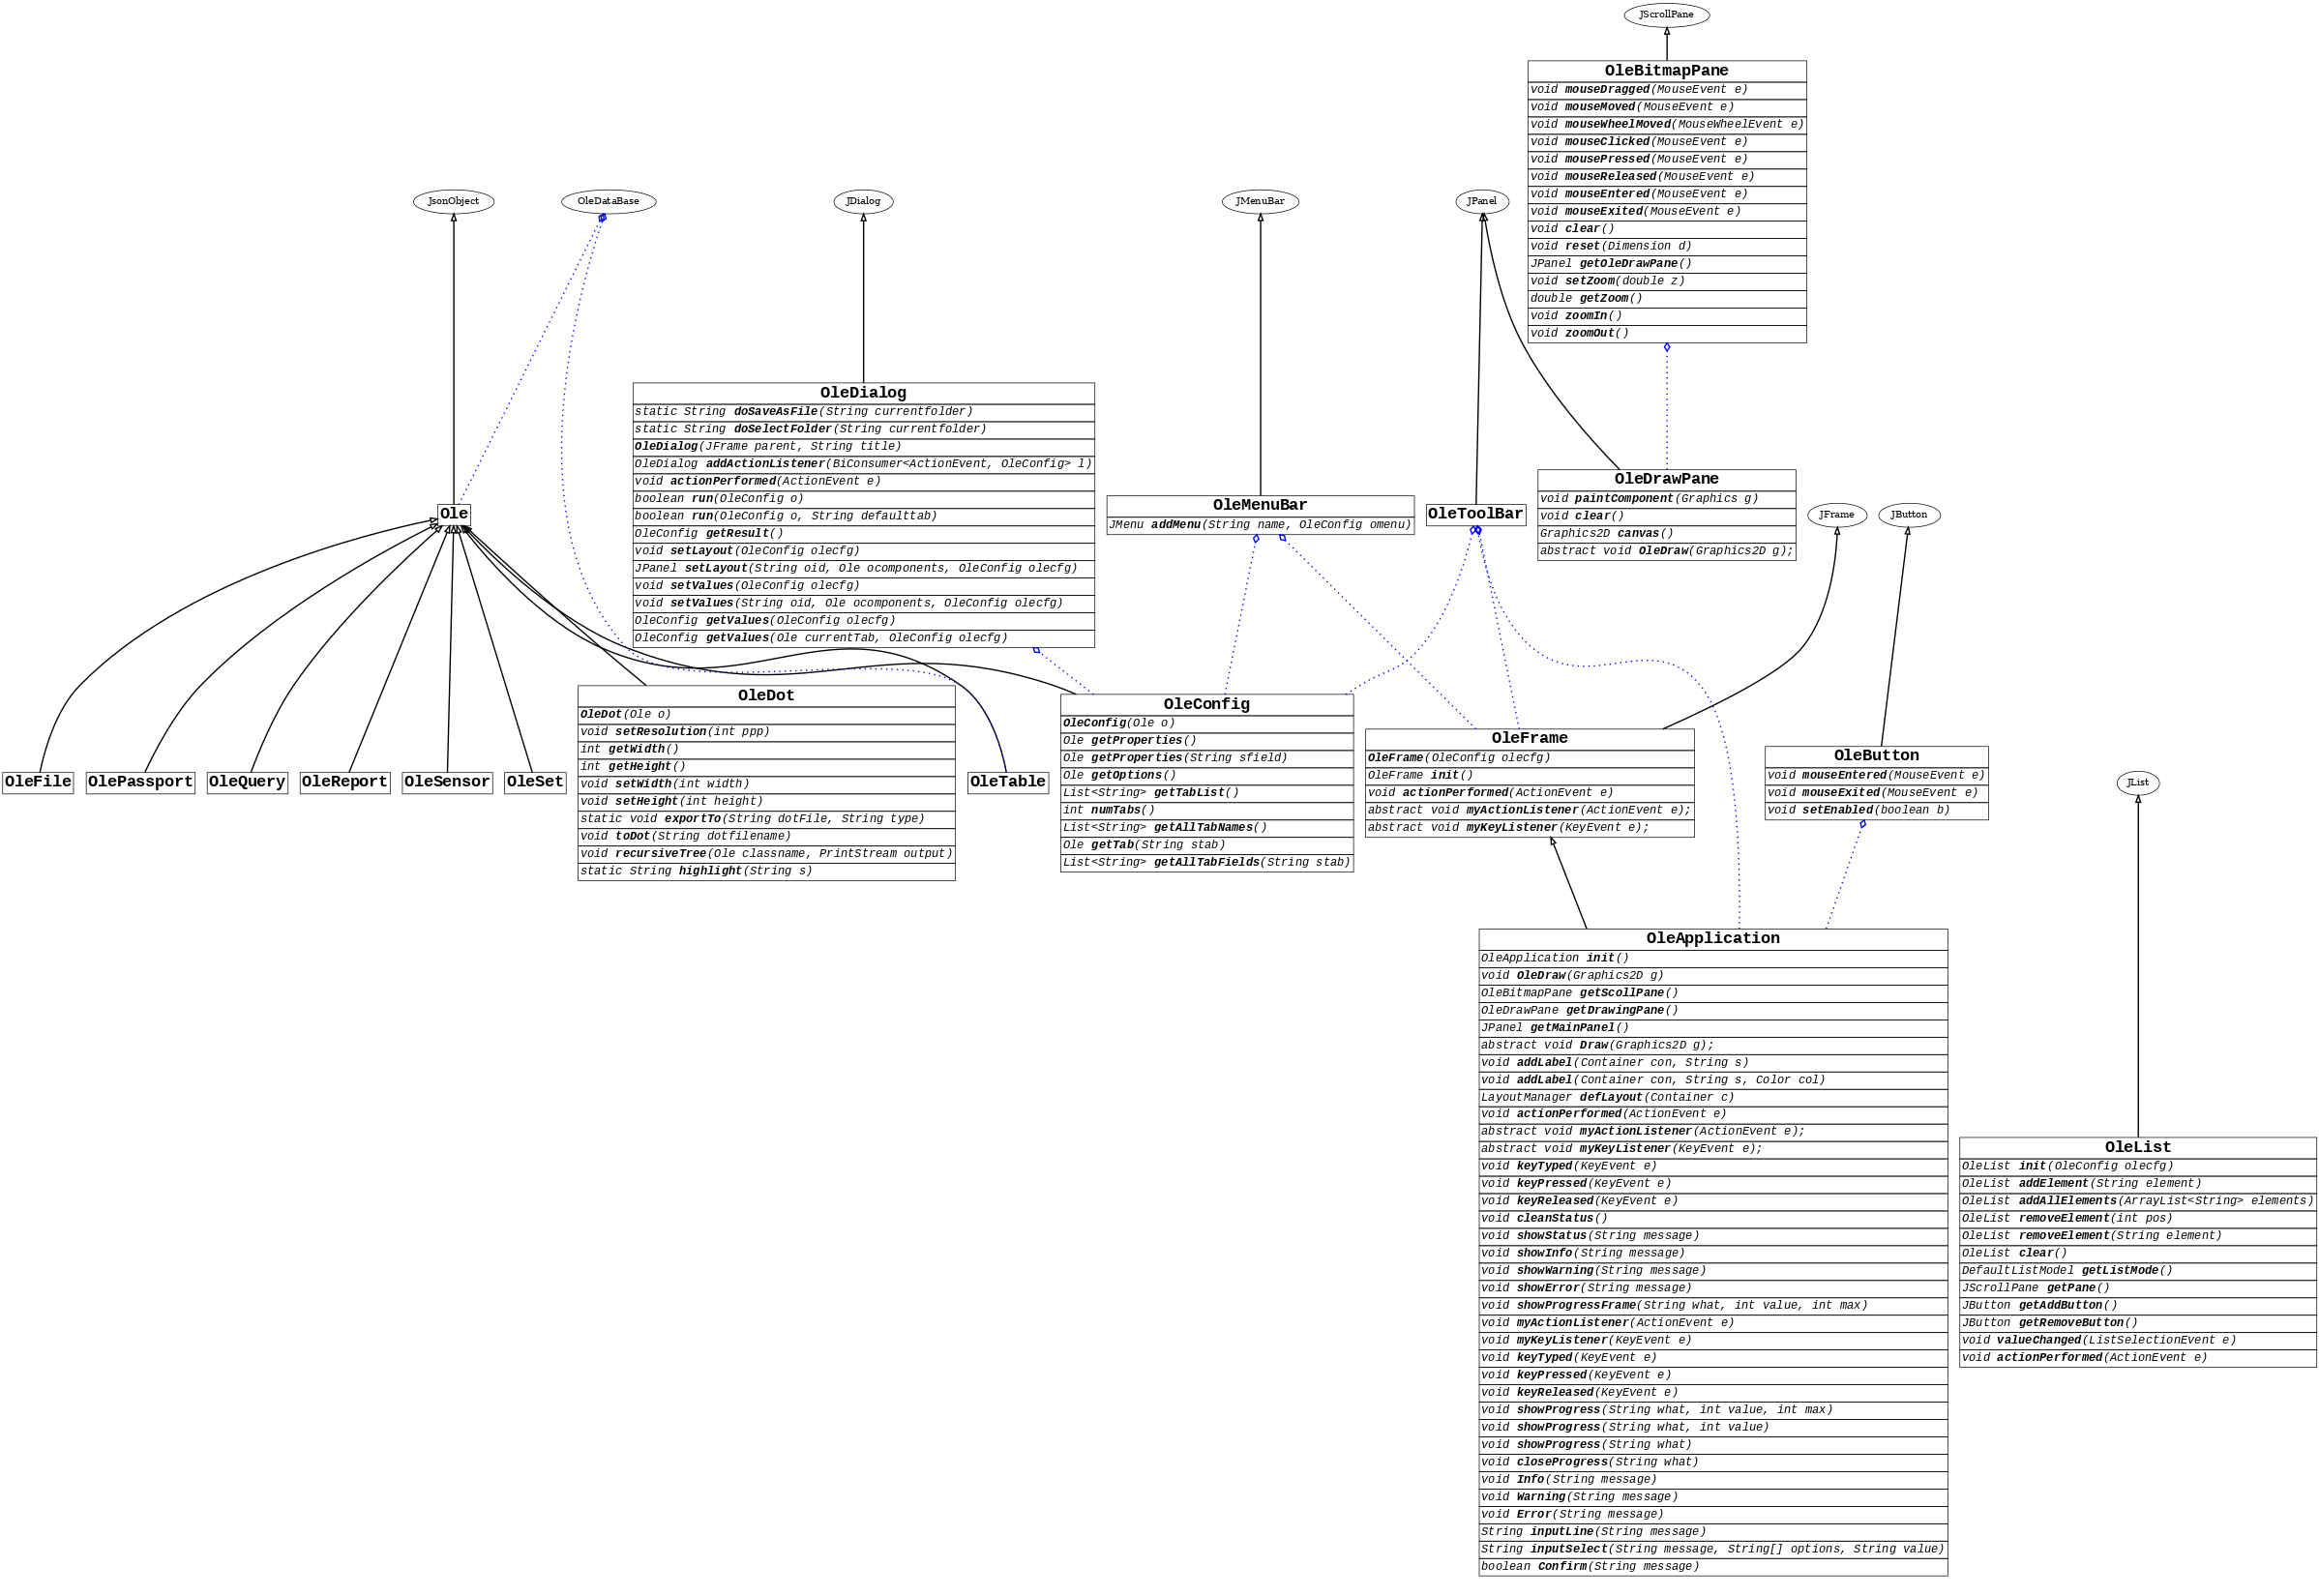 JScrollPane
OleBitmapPane
void mouseDragged(MouseEvent e)
void mouseMoved(MouseEvent e)
void mouseWheelMoved(MouseWheelEvent e)
void mouseClicked(MouseEvent e)
void mousePressed(MouseEvent e)
void mouseReleased(MouseEvent e)
void mouseEntered(MouseEvent e)
void mouseExited(MouseEvent e)
void clear()
void reset(Dimension d)
JPanel getOleDrawPane()
void setZoom(double z)
double getZoom()
void zoomIn()
void zoomOut()
JsonObject
OleDataBase
JDialog
JMenuBar
JPanel
OleDialog
static String doSaveAsFile(String currentfolder)
static String doSelectFolder(String currentfolder)
OleDialog(JFrame parent, String title)
OleDialog addActionListener(BiConsumer<ActionEvent, OleConfig> l)
void actionPerformed(ActionEvent e)
boolean run(OleConfig o)
boolean run(OleConfig o, String defaulttab)
OleConfig getResult()
void setLayout(OleConfig olecfg)
JPanel setLayout(String oid, Ole ocomponents, OleConfig olecfg)
void setValues(OleConfig olecfg)
void setValues(String oid, Ole ocomponents, OleConfig olecfg)
OleConfig getValues(OleConfig olecfg)
OleConfig getValues(Ole currentTab, OleConfig olecfg)
Ole
OleMenuBar
JMenu addMenu(String name, OleConfig omenu)
OleToolBar
OleDrawPane
void paintComponent(Graphics g)
void clear()
Graphics2D canvas()
abstract void OleDraw(Graphics2D g);
JFrame
JButton
OleFile
OlePassport
OleQuery
OleReport
OleSensor
OleSet
OleDot
OleDot(Ole o)
void setResolution(int ppp)
int getWidth()
int getHeight()
void setWidth(int width)
void setHeight(int height)
static void exportTo(String dotFile, String type)
void toDot(String dotfilename)
void recursiveTree(Ole classname, PrintStream output)
static String highlight(String s)
OleTable
OleConfig
OleConfig(Ole o)
Ole getProperties()
Ole getProperties(String sfield)
Ole getOptions()
List<String> getTabList()
int numTabs()
List<String> getAllTabNames()
Ole getTab(String stab)
List<String> getAllTabFields(String stab)
OleFrame
OleFrame(OleConfig olecfg)
OleFrame init()
void actionPerformed(ActionEvent e)
abstract void myActionListener(ActionEvent e);
abstract void myKeyListener(KeyEvent e);
OleButton
void mouseEntered(MouseEvent e)
void mouseExited(MouseEvent e)
void setEnabled(boolean b)
JList
OleApplication
OleApplication init()
void OleDraw(Graphics2D g)
OleBitmapPane getScollPane()
OleDrawPane getDrawingPane()
JPanel getMainPanel()
abstract void Draw(Graphics2D g);
void addLabel(Container con, String s)
void addLabel(Container con, String s, Color col)
LayoutManager defLayout(Container c)
void actionPerformed(ActionEvent e)
abstract void myActionListener(ActionEvent e);
abstract void myKeyListener(KeyEvent e);
void keyTyped(KeyEvent e)
void keyPressed(KeyEvent e)
void keyReleased(KeyEvent e)
void cleanStatus()
void showStatus(String message)
void showInfo(String message)
void showWarning(String message)
void showError(String message)
void showProgressFrame(String what, int value, int max)
void myActionListener(ActionEvent e)
void myKeyListener(KeyEvent e)
void keyTyped(KeyEvent e)
void keyPressed(KeyEvent e)
void keyReleased(KeyEvent e)
void showProgress(String what, int value, int max)
void showProgress(String what, int value)
void showProgress(String what)
void closeProgress(String what)
void Info(String message)
void Warning(String message)
void Error(String message)
String inputLine(String message)
String inputSelect(String message, String[] options, String value)
boolean Confirm(String message)
OleList
OleList init(OleConfig olecfg)
OleList addElement(String element)
OleList addAllElements(ArrayList<String> elements)
OleList removeElement(int pos)
OleList removeElement(String element)
OleList clear()
DefaultListModel getListMode()
JScrollPane getPane()
JButton getAddButton()
JButton getRemoveButton()
void valueChanged(ListSelectionEvent e)
void actionPerformed(ActionEvent e)